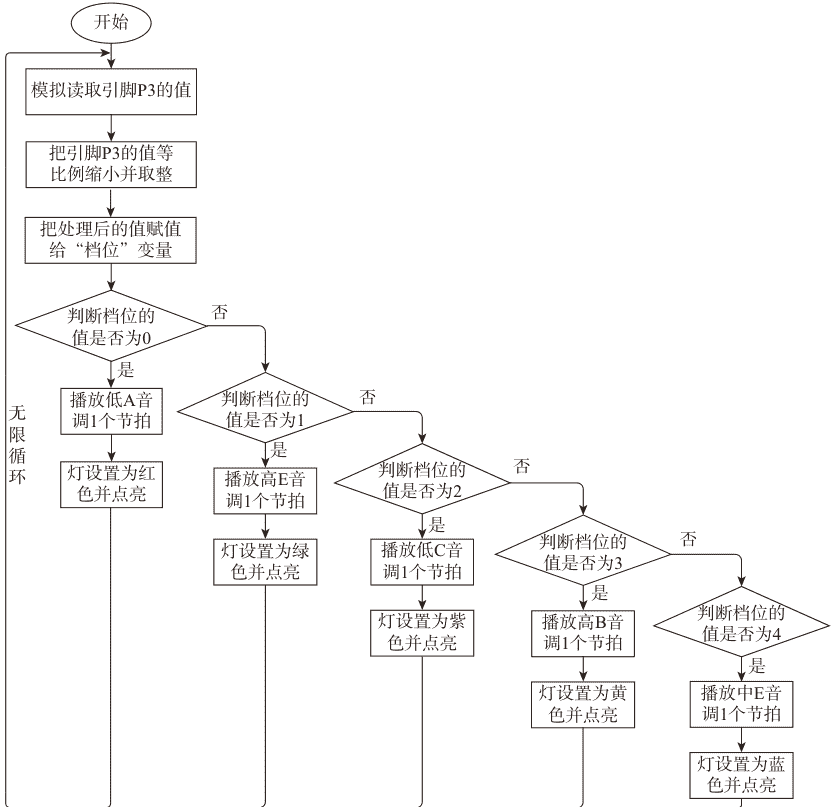 开始
模拟读取引脚P3的值
把引脚P3的值等
比例缩小并取整
把处理后的值赋值
给“档位”变量
判断档位的
值是否为0
否
是
播放低A音
调1个节拍
灯设置为红
色并点亮
无限循环
判断档位的
值是否为1
否
是
播放高E音
调1个节拍
灯设置为绿
色并点亮
判断档位的
值是否为2
否
是
播放低C音
调1个节拍
灯设置为紫
色并点亮
判断档位的
值是否为3
否
是
播放高B音
调1个节拍
灯设置为黄
色并点亮
判断档位的
值是否为4
是
播放中E音
调1个节拍
灯设置为蓝
色并点亮